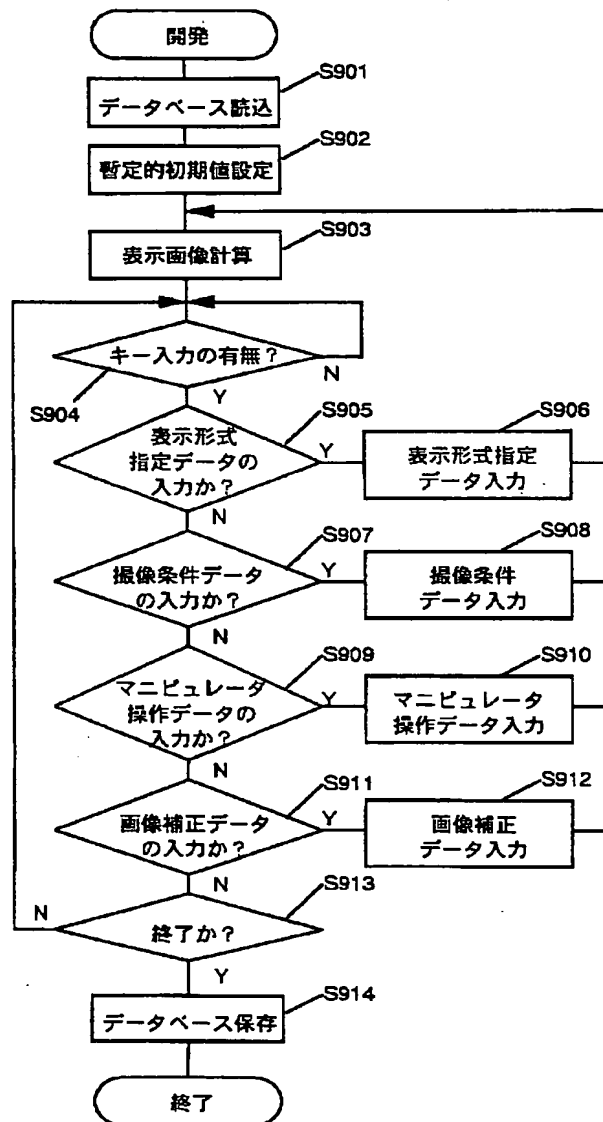 開発
S901
データベース読込
S902
暫定的初期値設定
S903
表示画像計算
キー入力の有無？
N
S904
Y
S905
表示形式
指定データの
入力か？
Y
S906
表示形式指定
データ入力
N
S907
撮像条件データ
の入力か？
Y
S908
撮像条件
データ入力
N
S909
マニピュレータ
操作データの
入力か？
Y
S910
マニピュレータ
操作データ入力
N
S911
画像補正データ
の入力か？
Y
S912
画像補正
データ入力
N
S913
N
終了か？
Y
S914
データベース保存
終了